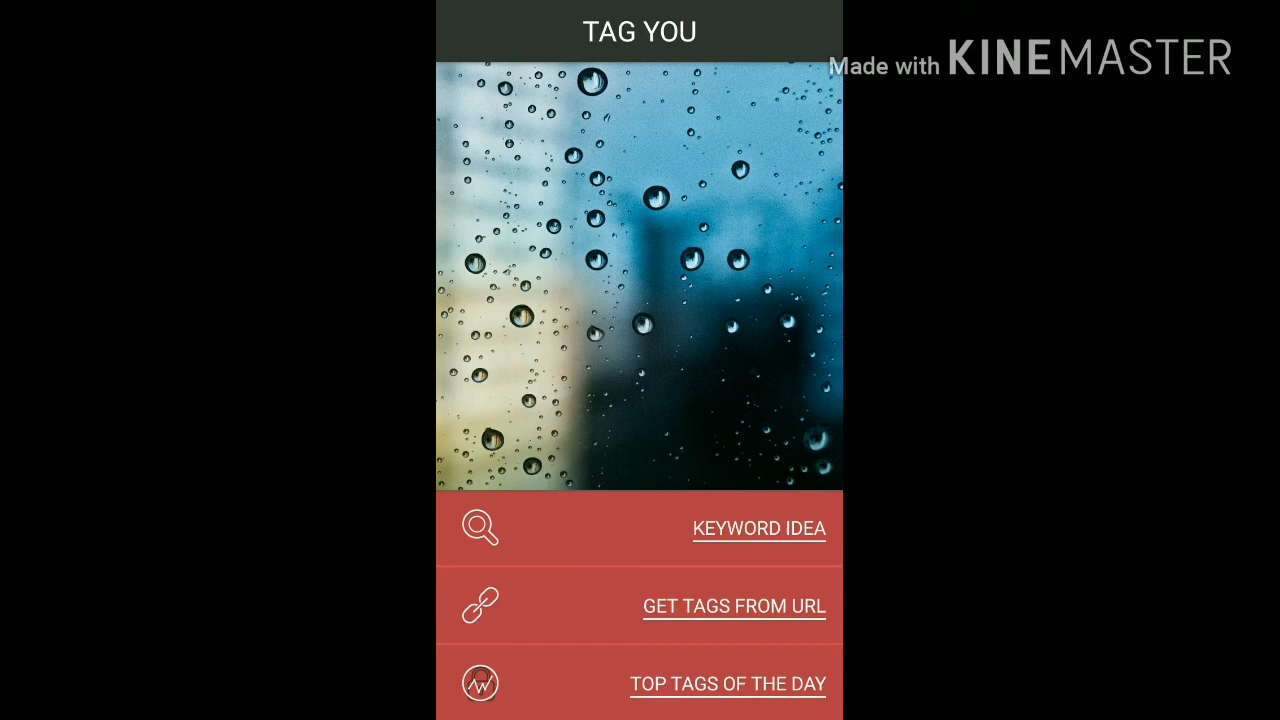 TAG YOU
Made with KINEMASTER
KEYWORD IDEA
GET TAGS FROM URL
TOP TAGS OF THE DAY